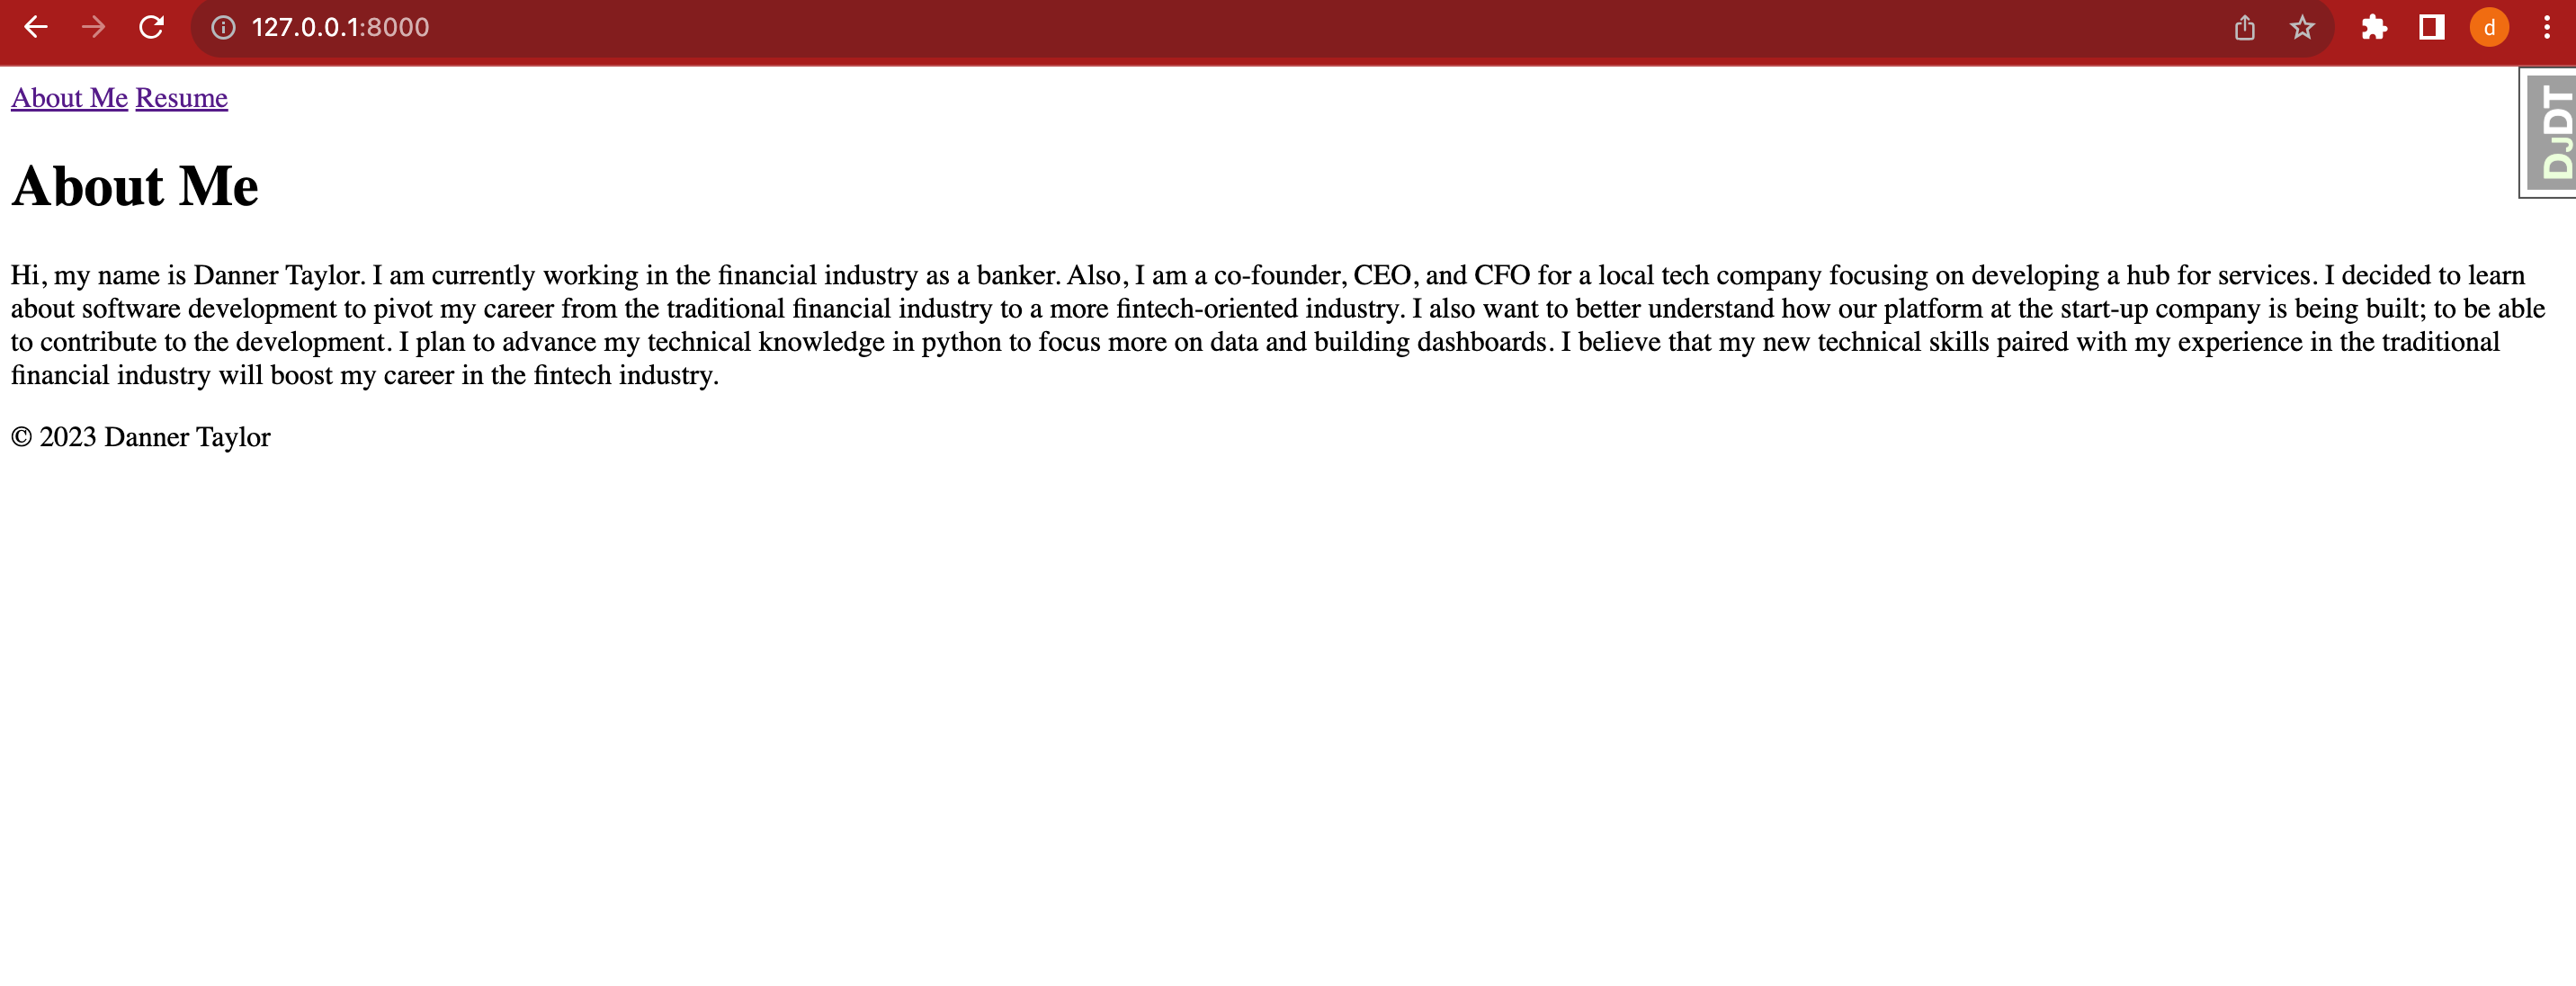 127.0.0.1:8000
d
About Me Resume
DJDT
About Me
Hi, my name is Danner Taylor. I am currently working in the financial industry as a banker. Also, I am a co-founder, CEO, and CFO for a local tech company focusing on developing a hub for services. I decided to learn
about software development to pivot my career from the traditional financial industry to a more fintech-oriented industry. I also want to better understand how our platform at the start-up company is being built; to be able
to contribute to the development. I plan to advance my technical knowledge in python to focus more on data and building dashboards. I believe that my new technical skills paired with my experience in the traditional
financial industry will boost my career in the fintech industry.
© 2023 Danner Taylor